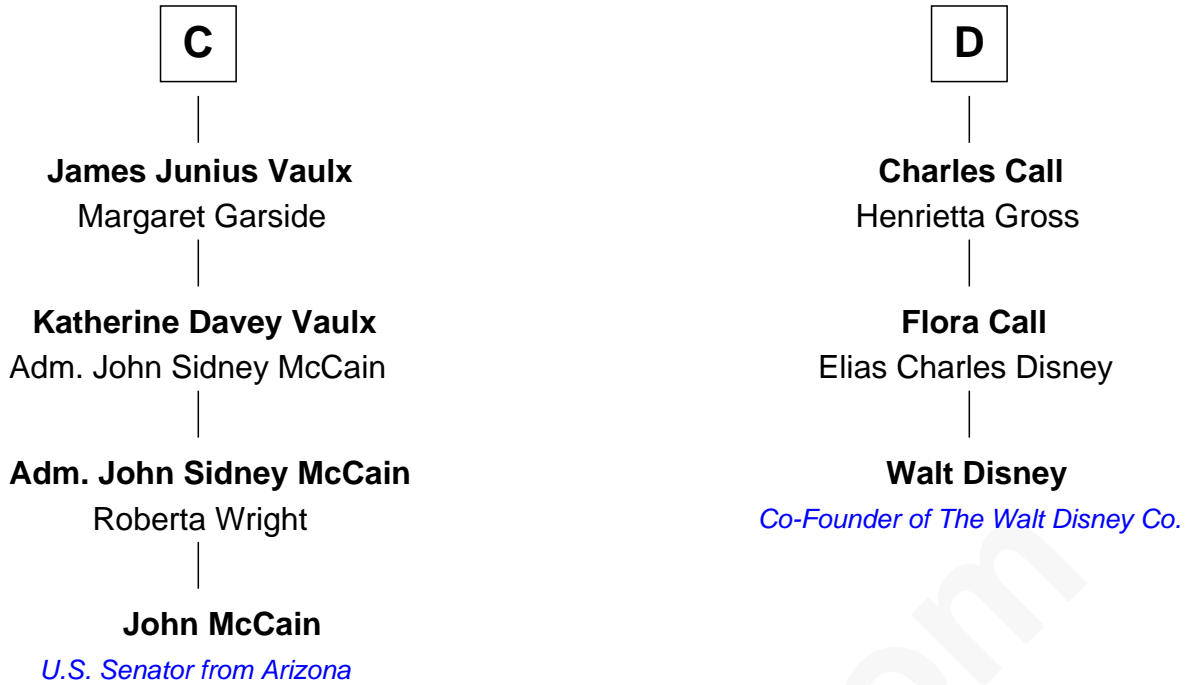 C
James Junius Vaulx
Margaret Garside
Katherine Davey Vaulx
Adm. John Sidney McCain
Adm. John Sidney McCain
Roberta Wright
John McCain
U.S. Senator from Arizona
D
Charles Call
Henrietta Gross
Flora Call
Elias Charles Disney
Walt Disney
Co-Founder of The Walt Disney Co.
om